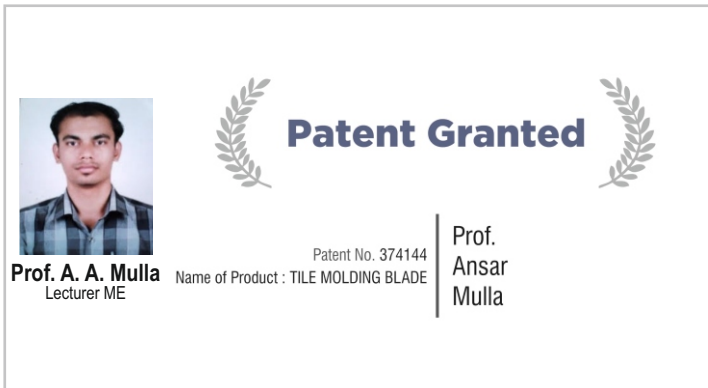 Patent Granted
Prof. A. A. Mulla
Lecturer ME
Patent No. 374144
Name of Product : TILE MOLDING BLADE
Prof.
Ansar
Mulla